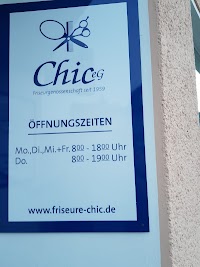 Chic eG
Friseurgenossenschaft seit 1959
ÖFFNUNGSZEITEN
Mo.,Di.,Mi.+Fr. 8⁰⁰ - 18⁰⁰ Uhr
Do. 8⁰⁰ - 19⁰⁰ Uhr
www.friseure-chic.de